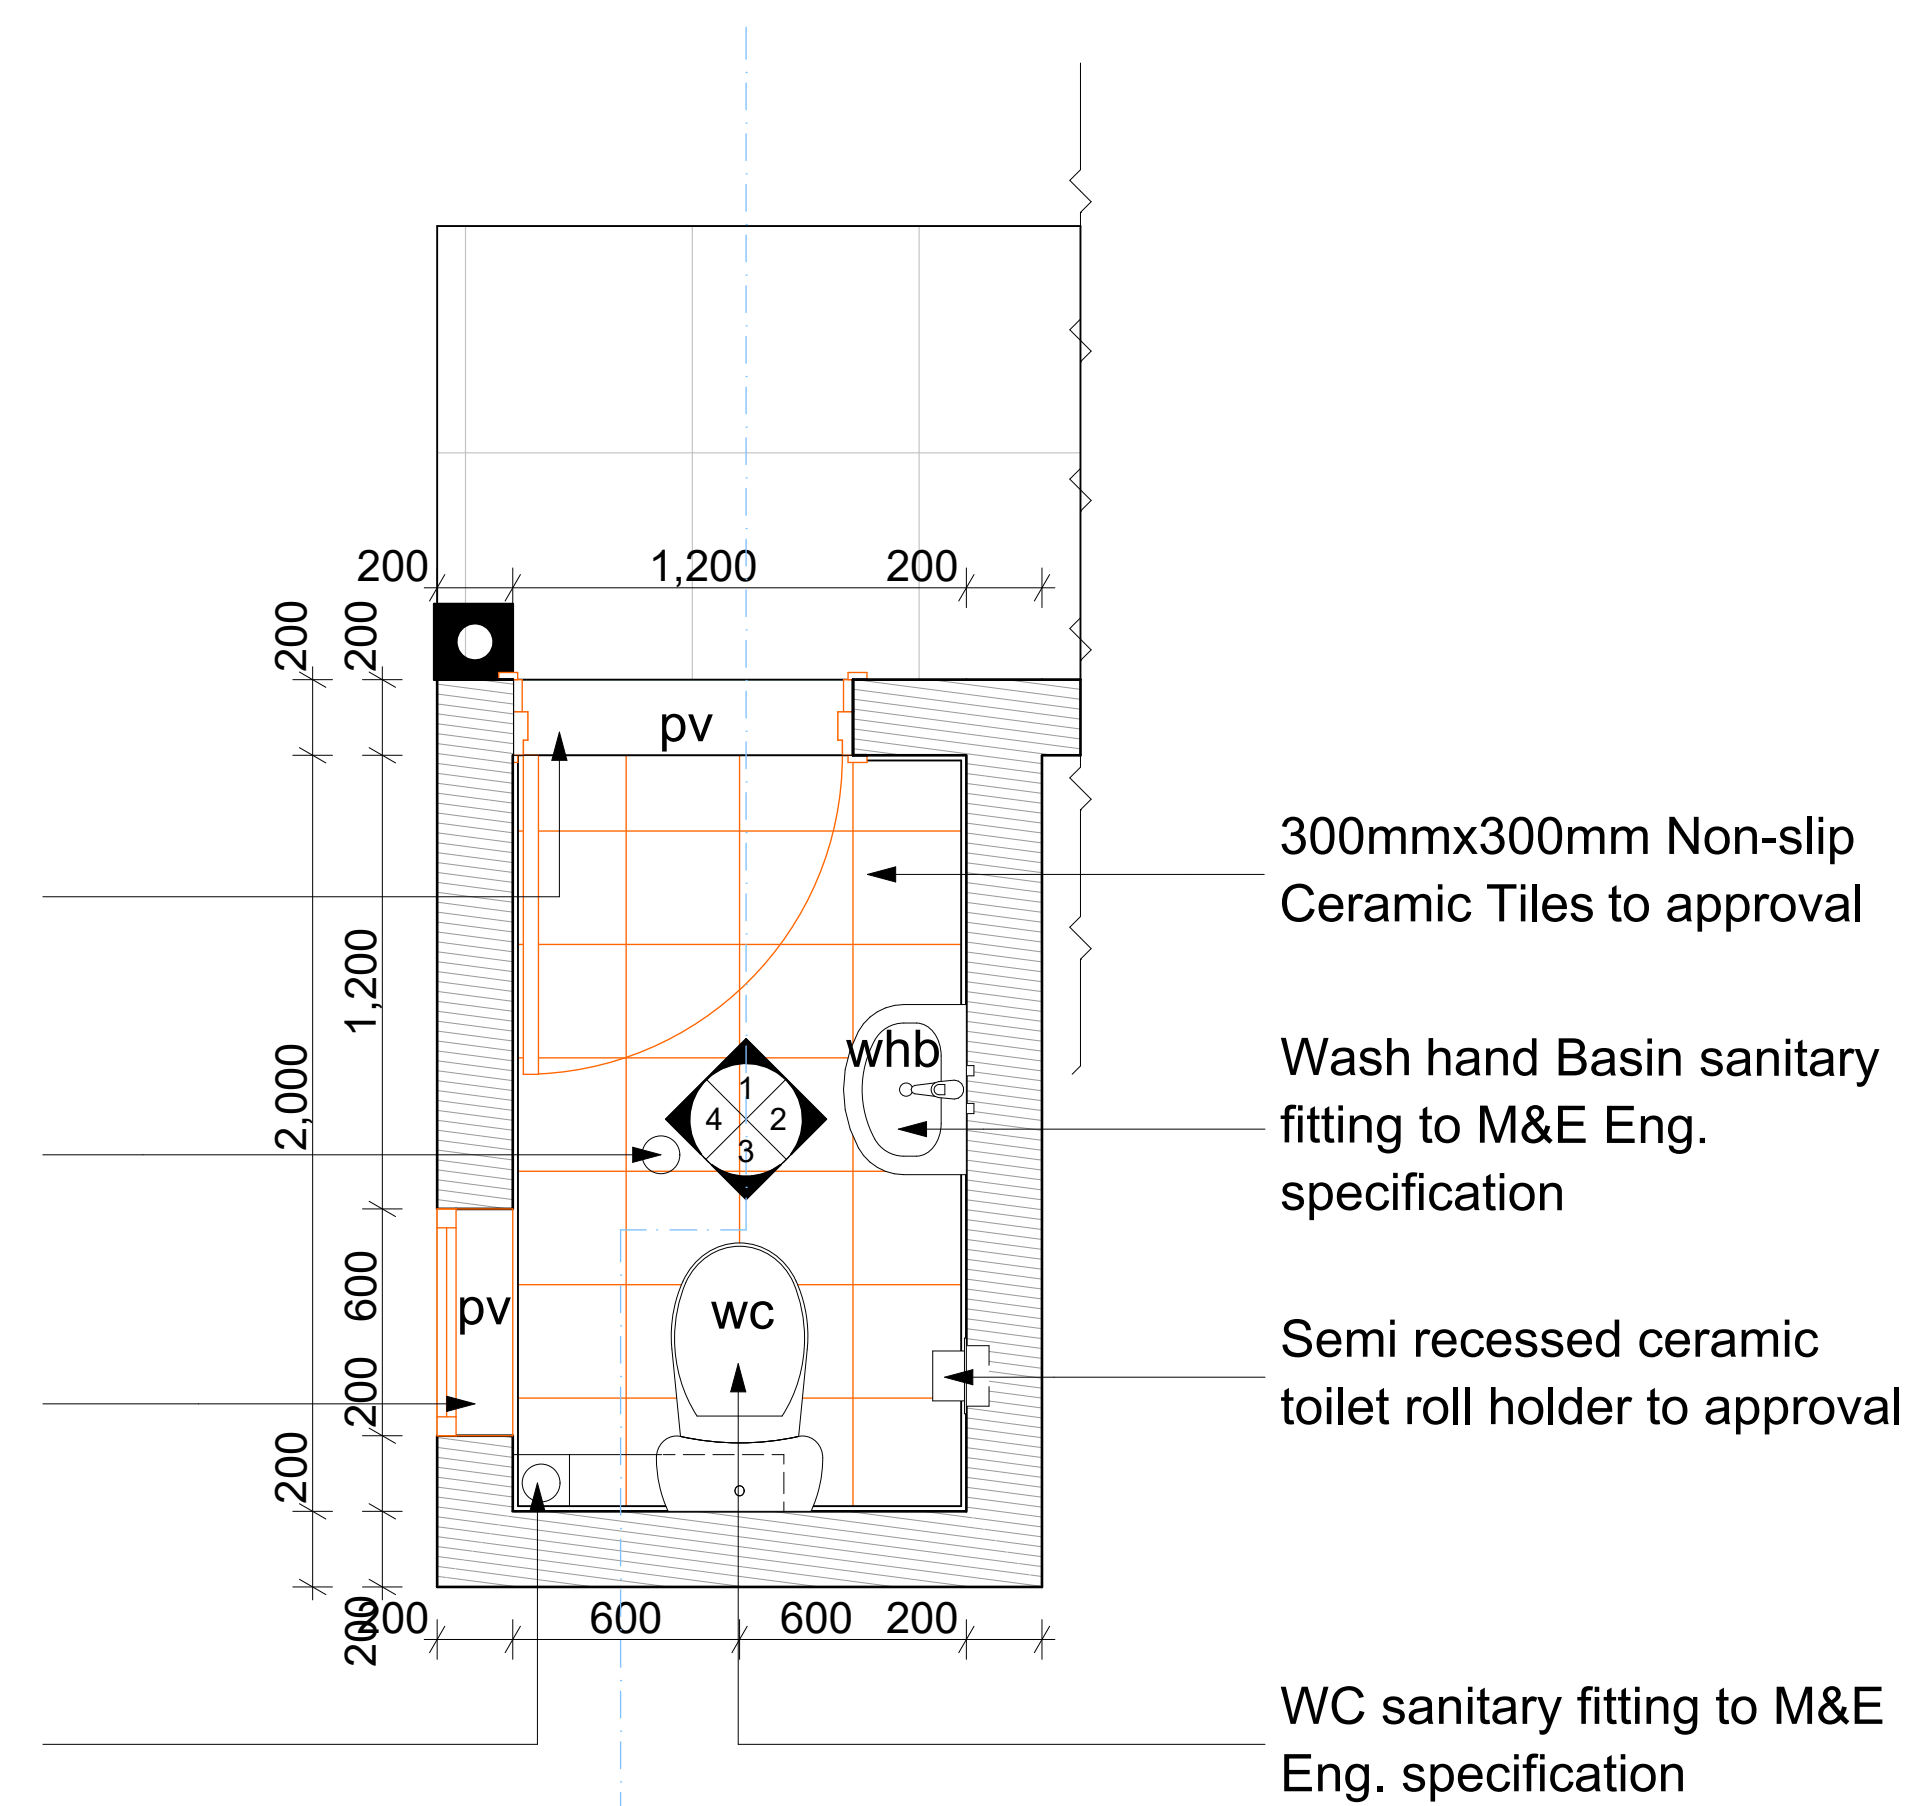 200 1,200 200
200
200
pv
300mmx300mm Non-slip
Ceramic Tiles to approval
1,200
2,000
whb
Wash hand Basin sanitary
fitting to M&E Eng.
specification
1
4 2
3
600
pv
wc
Semi recessed ceramic
toilet roll holder to approval
200
200
200
200 600 600 200
WC sanitary fitting to M&E
Eng. specification